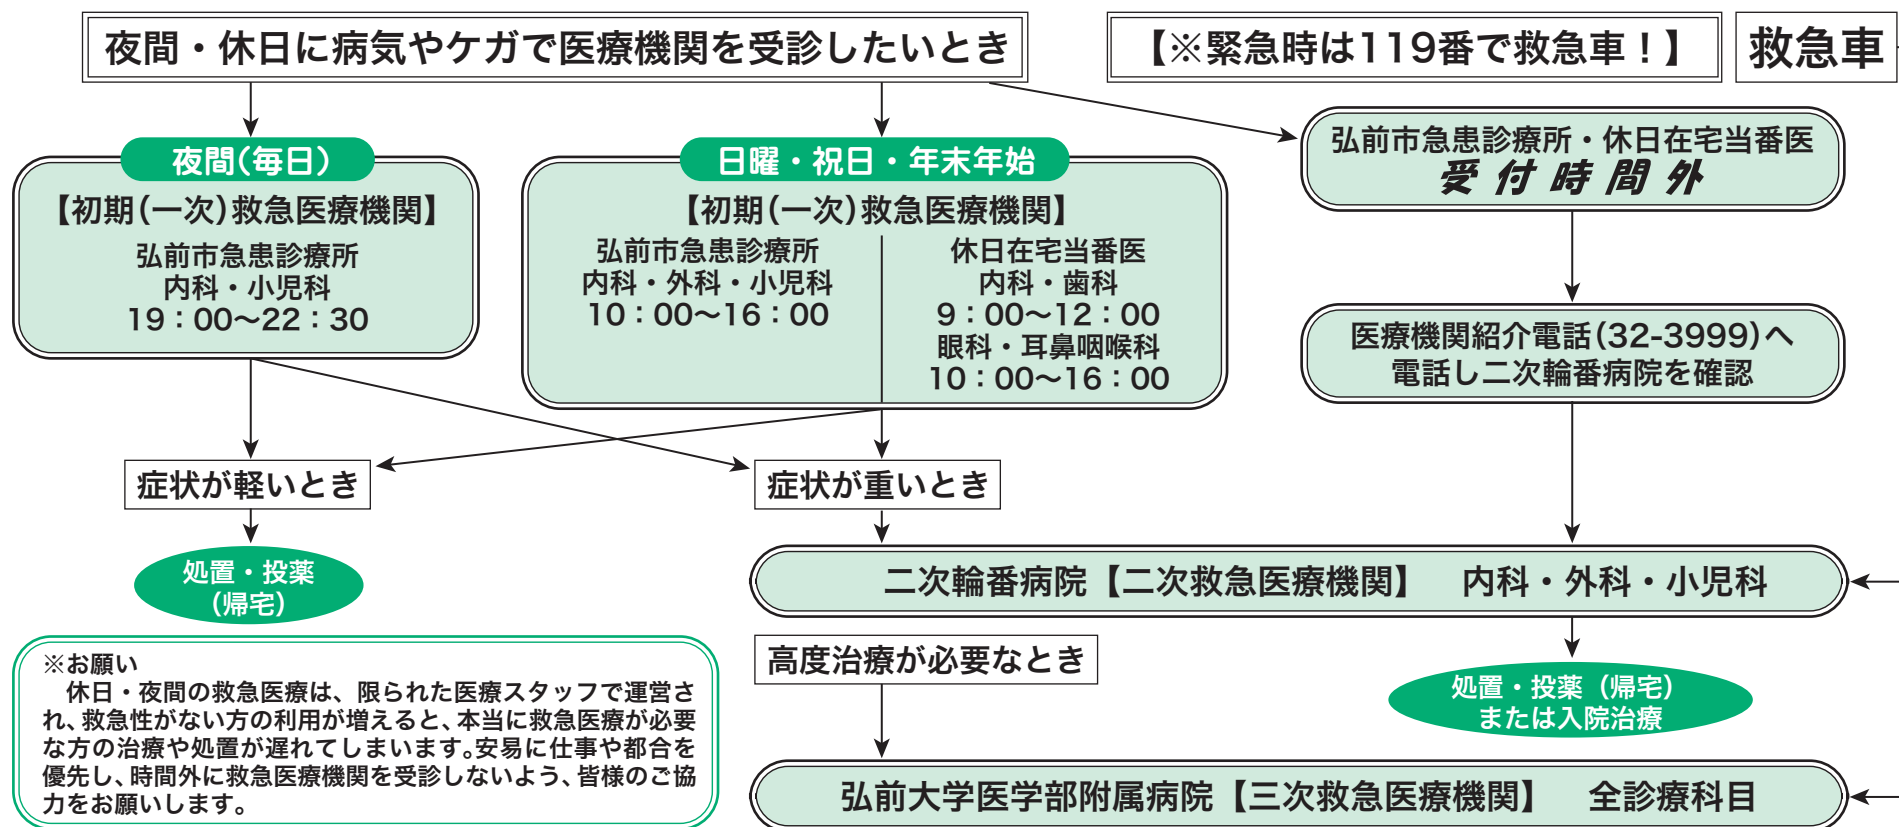 夜間・休日に病気やケガで医療機関を受診したいとき
【※緊急時は119番で救急車！】
救急車
夜間(毎日)
【初期(一次)救急医療機関】
弘前市急患診療所
内科・小児科
19：00〜22：30
日曜・祝日・年末年始
【初期(一次)救急医療機関】
弘前市急患診療所
内科・外科・小児科
10：00〜16：00
休日在宅当番医
内科・歯科
9：00〜12：00
眼科・耳鼻咽喉科
10：00〜16：00
弘前市急患診療所・休日在宅当番医
受付時間外
医療機関紹介電話(32-3999)へ
電話し二次輪番病院を確認
症状が軽いとき
症状が重いとき
処置・投薬
(帰宅)
二次輪番病院【二次救急医療機関】　内科・外科・小児科
高度治療が必要なとき
処置・投薬（帰宅）
または入院治療
弘前大学医学部附属病院【三次救急医療機関】　全診療科目
※お願い
　休日・夜間の救急医療は、限られた医療スタッフで運営さ
れ、救急性がない方の利用が増えると、本当に救急医療が必要
な方の治療や処置が遅れてしまいます。安易に仕事や都合を
優先し、時間外に救急医療機関を受診しないよう、皆様のご協
力をお願いします。